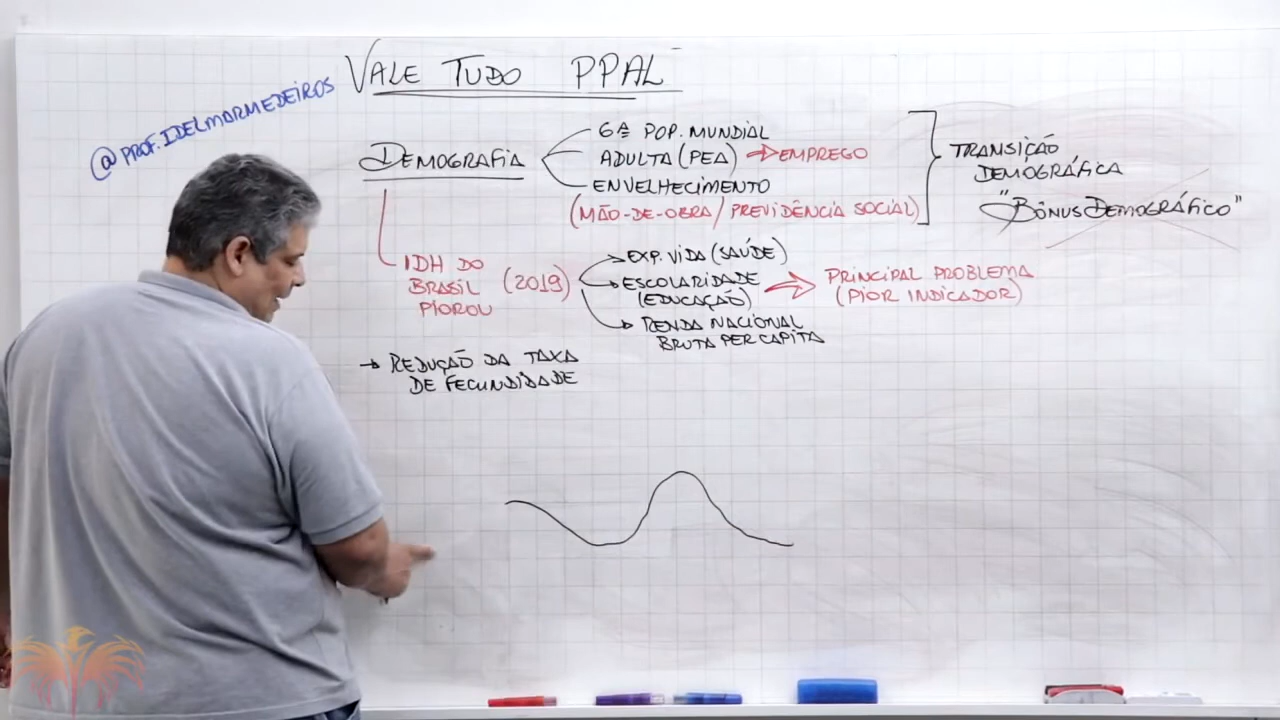 VALE TUDO PPAL
@PROF.IDELMARMEDEIROS
DEMOGRAFIA
6ª POP. MUNDIAL
ADULTA (PEA) → EMPREGO
ENVELHECIMENTO
(MÃO-DE-OBRA / PREVIDÊNCIA SOCIAL)
TRANSIÇÃO
DEMOGRÁFICA
"BÔNUS DEMOGRÁFICO"
IDH DO
BRASIL
PIOROU
(2019)
EXP. VIDA (SAÚDE)
ESCOLARIDADE
(EDUCAÇÃO)
RENDA NACIONAL
BRUTA PER CAPITA
PRINCIPAL PROBLEMA
(PIOR INDICADOR)
→ REDUÇÃO DA TAXA
DE FECUNDIDADE